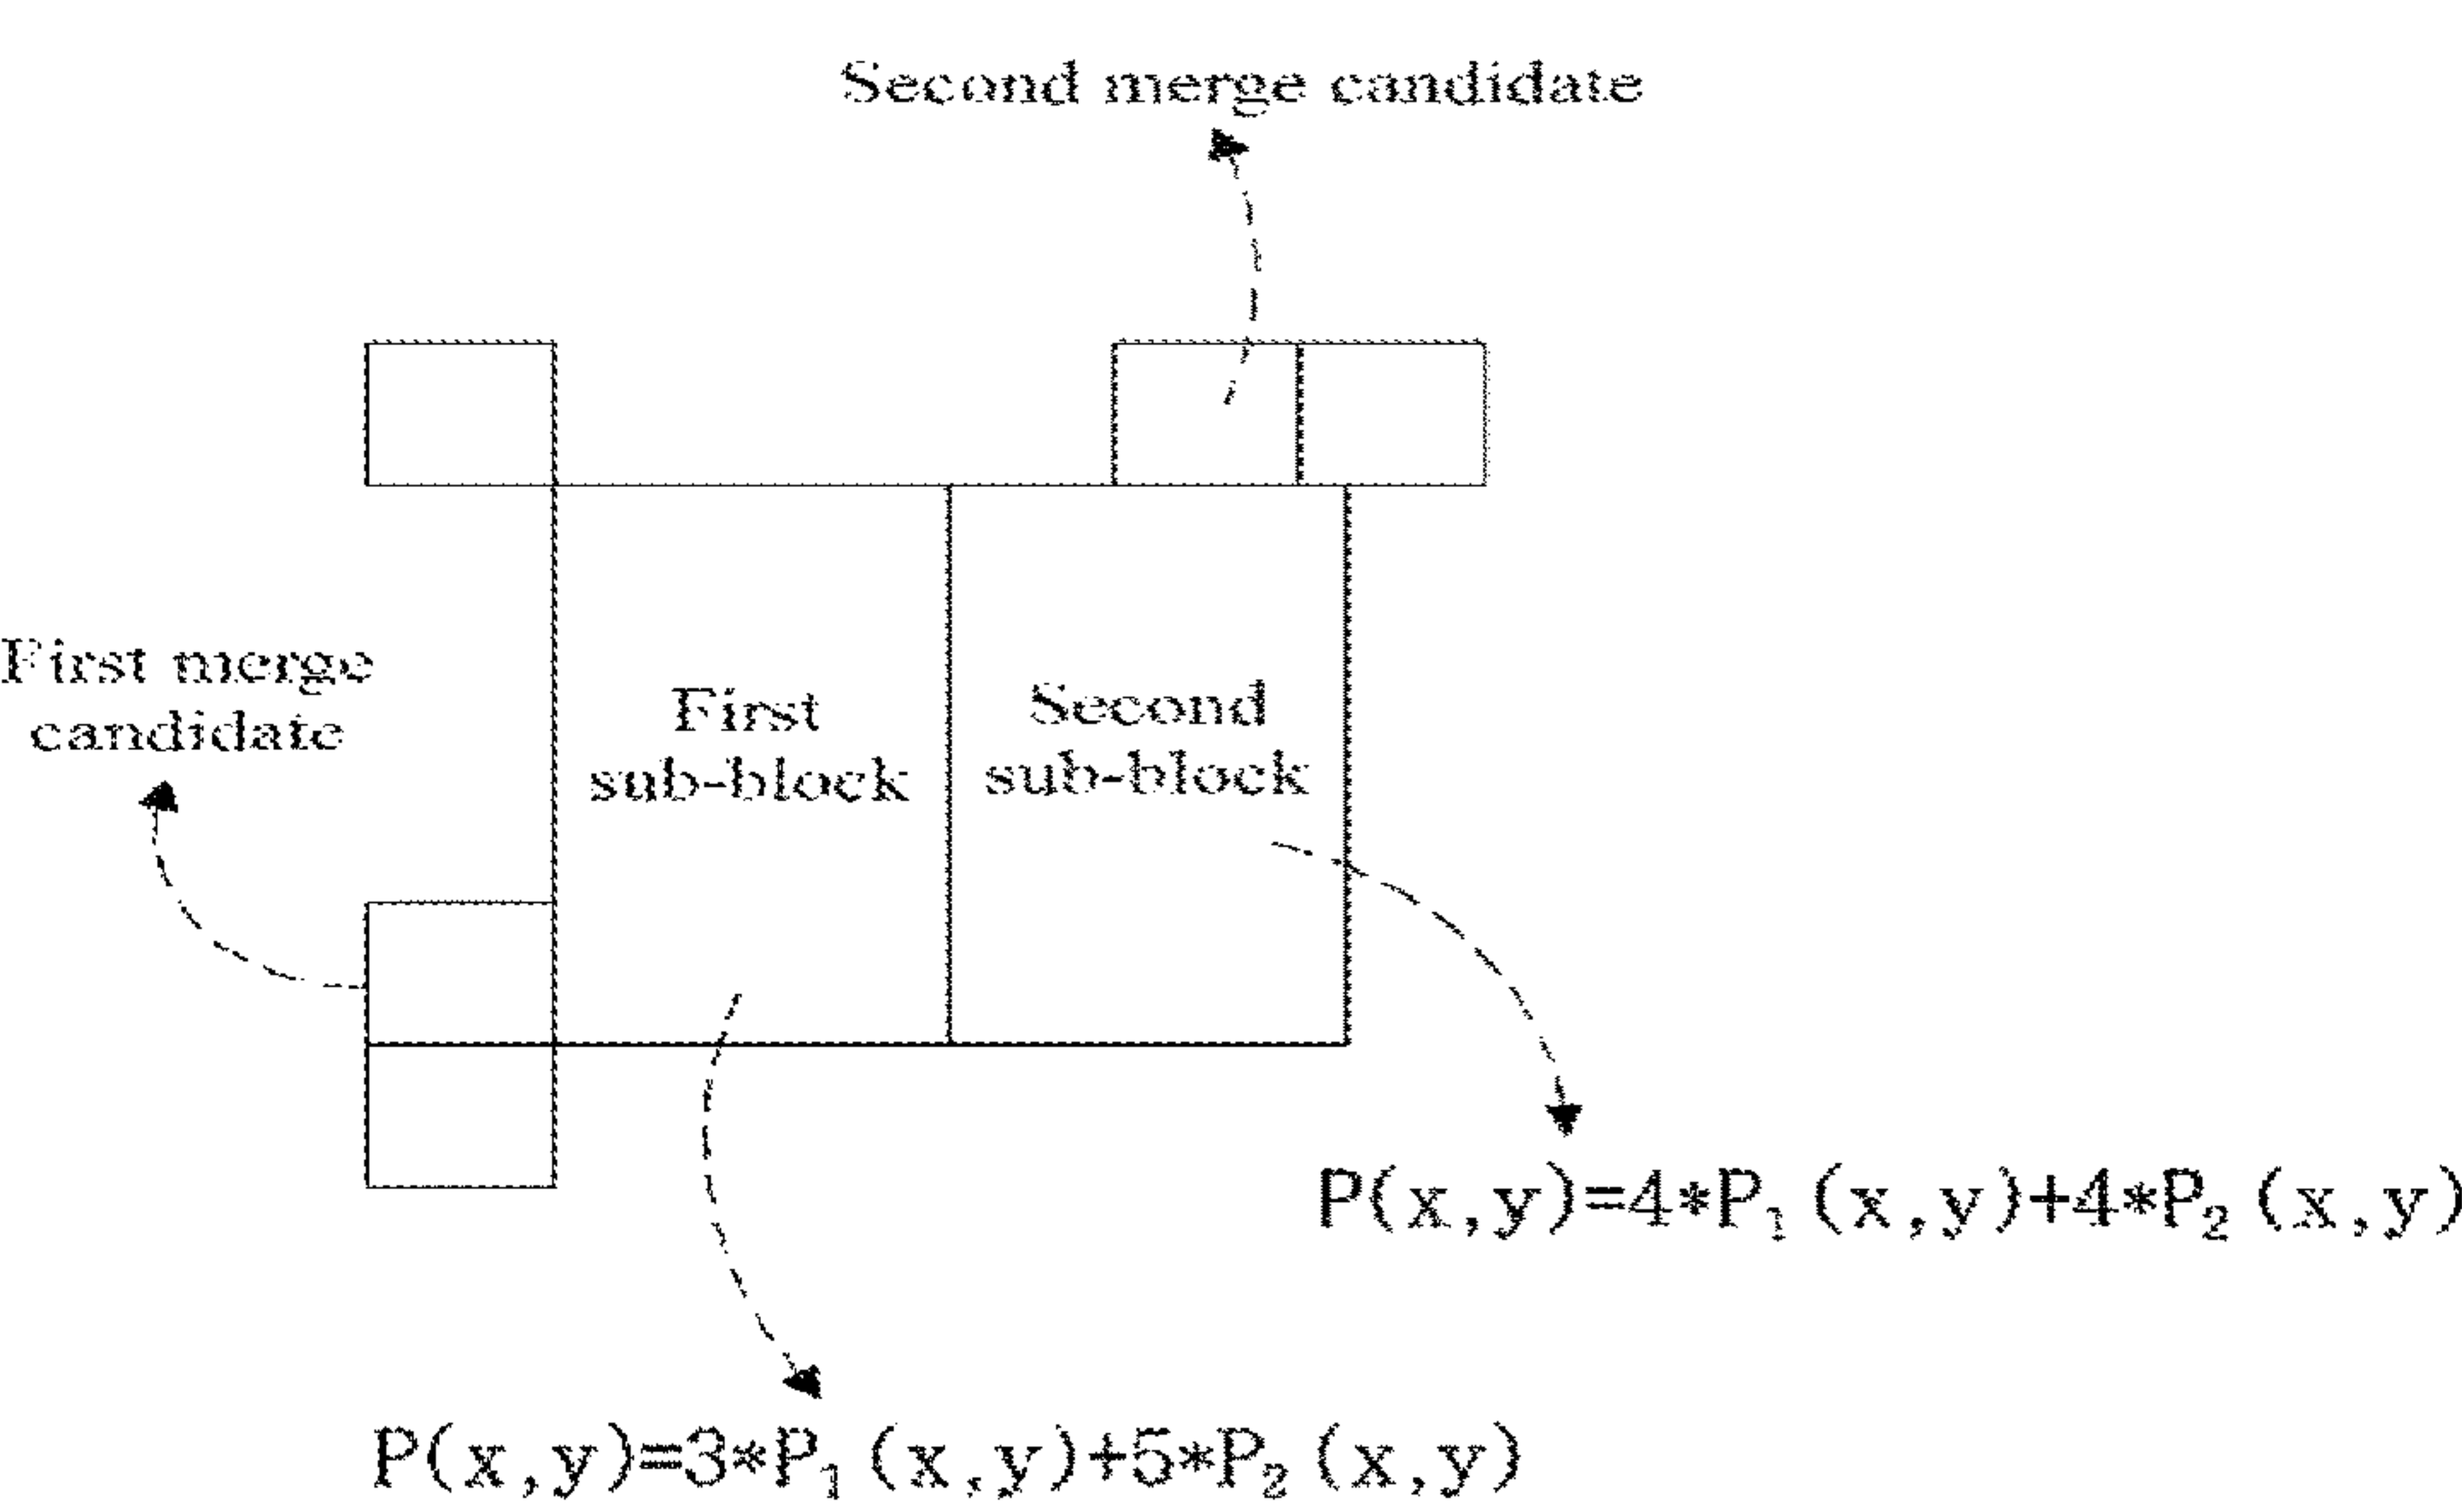 Second merge candidate
First merge
candidate
First
sub-block
Second
sub-block
P(x,y)=4*P₁(x,y)+4*P₂(x,y)
P(x,y)=3*P₁(x,y)+5*P₂(x,y)